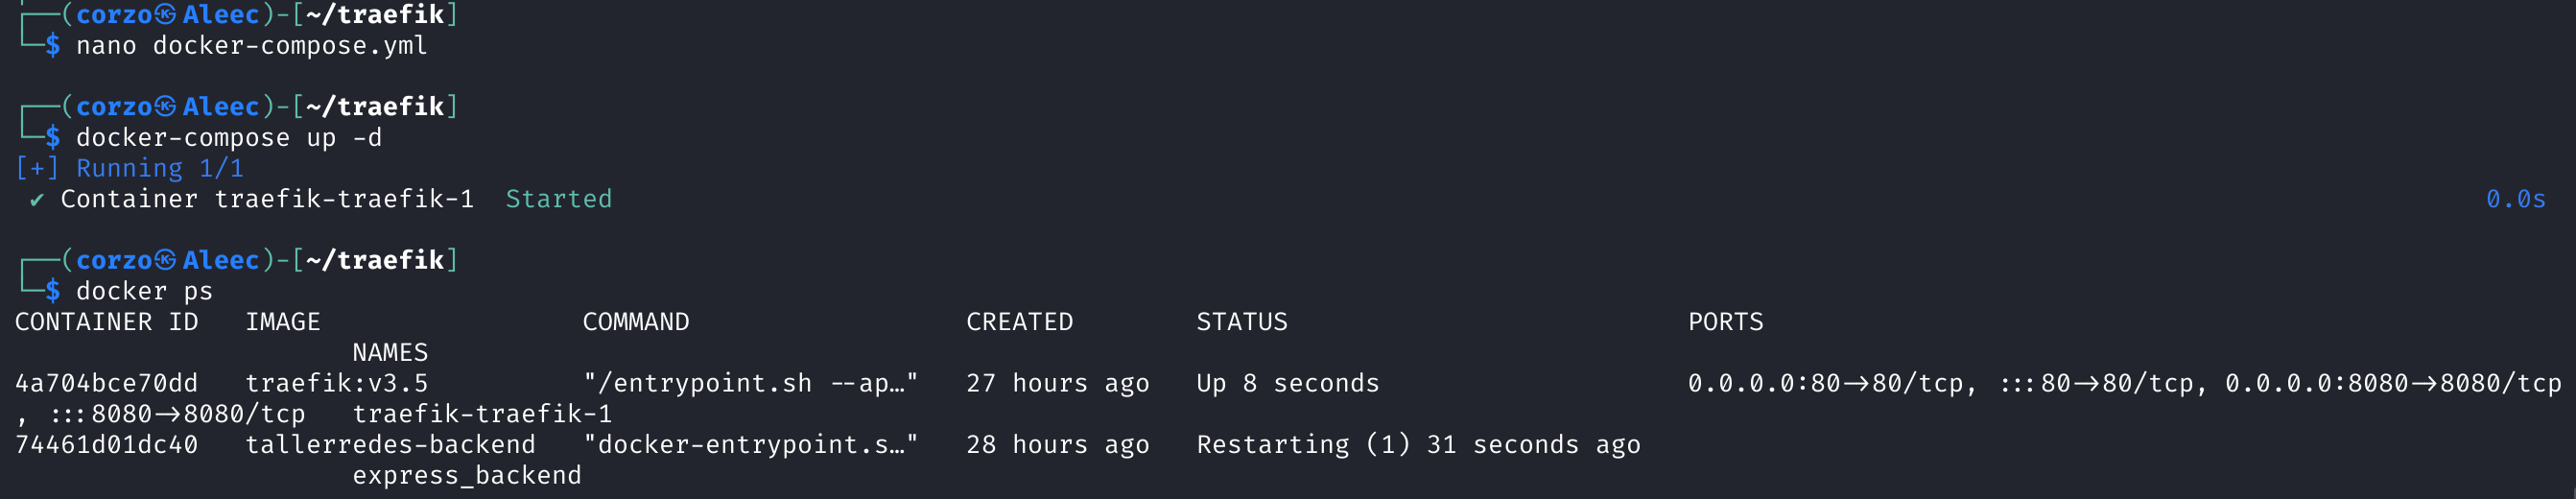 ┌──(corzo㉿Aleec)-[~/traefik]
└─$ nano docker-compose.yml
┌──(corzo㉿Aleec)-[~/traefik]
└─$ docker-compose up -d
[+] Running 1/1
✔ Container traefik-traefik-1  Started 0.0s
┌──(corzo㉿Aleec)-[~/traefik]
└─$ docker ps
CONTAINER ID   IMAGE   COMMAND   CREATED   STATUS   PORTS
NAMES
4a704bce70dd   traefik:v3.5   "/entrypoint.sh --ap…"   27 hours ago   Up 8 seconds   0.0.0.0:80->80/tcp, :::80->80/tcp, 0.0.0.0:8080->8080/tcp
, :::8080->8080/tcp   traefik-traefik-1
74461d01dc40   tallerredes-backend   "docker-entrypoint.s…"   28 hours ago   Restarting (1) 31 seconds ago
express_backend